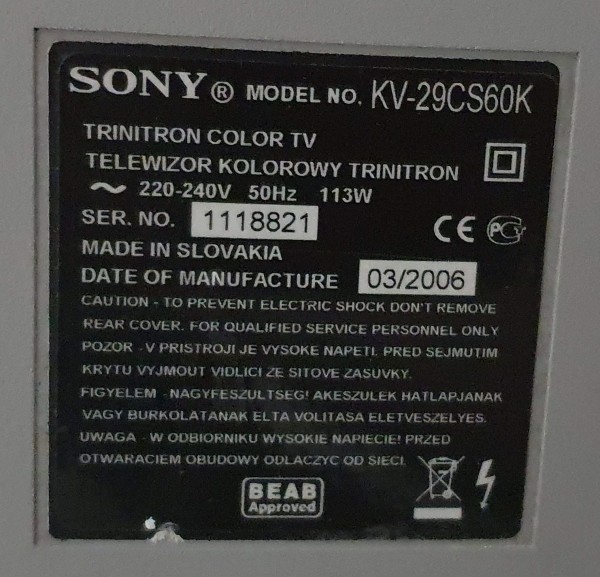 SONY® MODEL NO. KV-29CS60K
TRINITRON COLOR TV
TELEWIZOR KOLOROWY TRINITRON
~ 220-240V 50Hz 113W
SER. NO. 1118821
CE PCT
MADE IN SLOVAKIA
DATE OF MANUFACTURE 03/2006
CAUTION - TO PREVENT ELECTRIC SHOCK DON'T REMOVE
REAR COVER. FOR QUALIFIED SERVICE PERSONNEL ONLY
POZOR - V PRISTROJI JE VYSOKE NAPETI. PRED SEJMUTIM
KRYTU VYJMOUT VIDLICI ZE SITOVE ZASUVKY.
FIGYELEM - NAGYFESZULTSEG! AKESZULEK HATLAPJANAK
VAGY BURKOLATANAK ELTA VOLITASA ELETVESZELYES.
UWAGA - W ODBIORNIKU WYSOKIE NAPIECIE! PRZED
OTWARACIEM OBUDOWY ODLACZYC OD SIECI.
BEAB
Approved